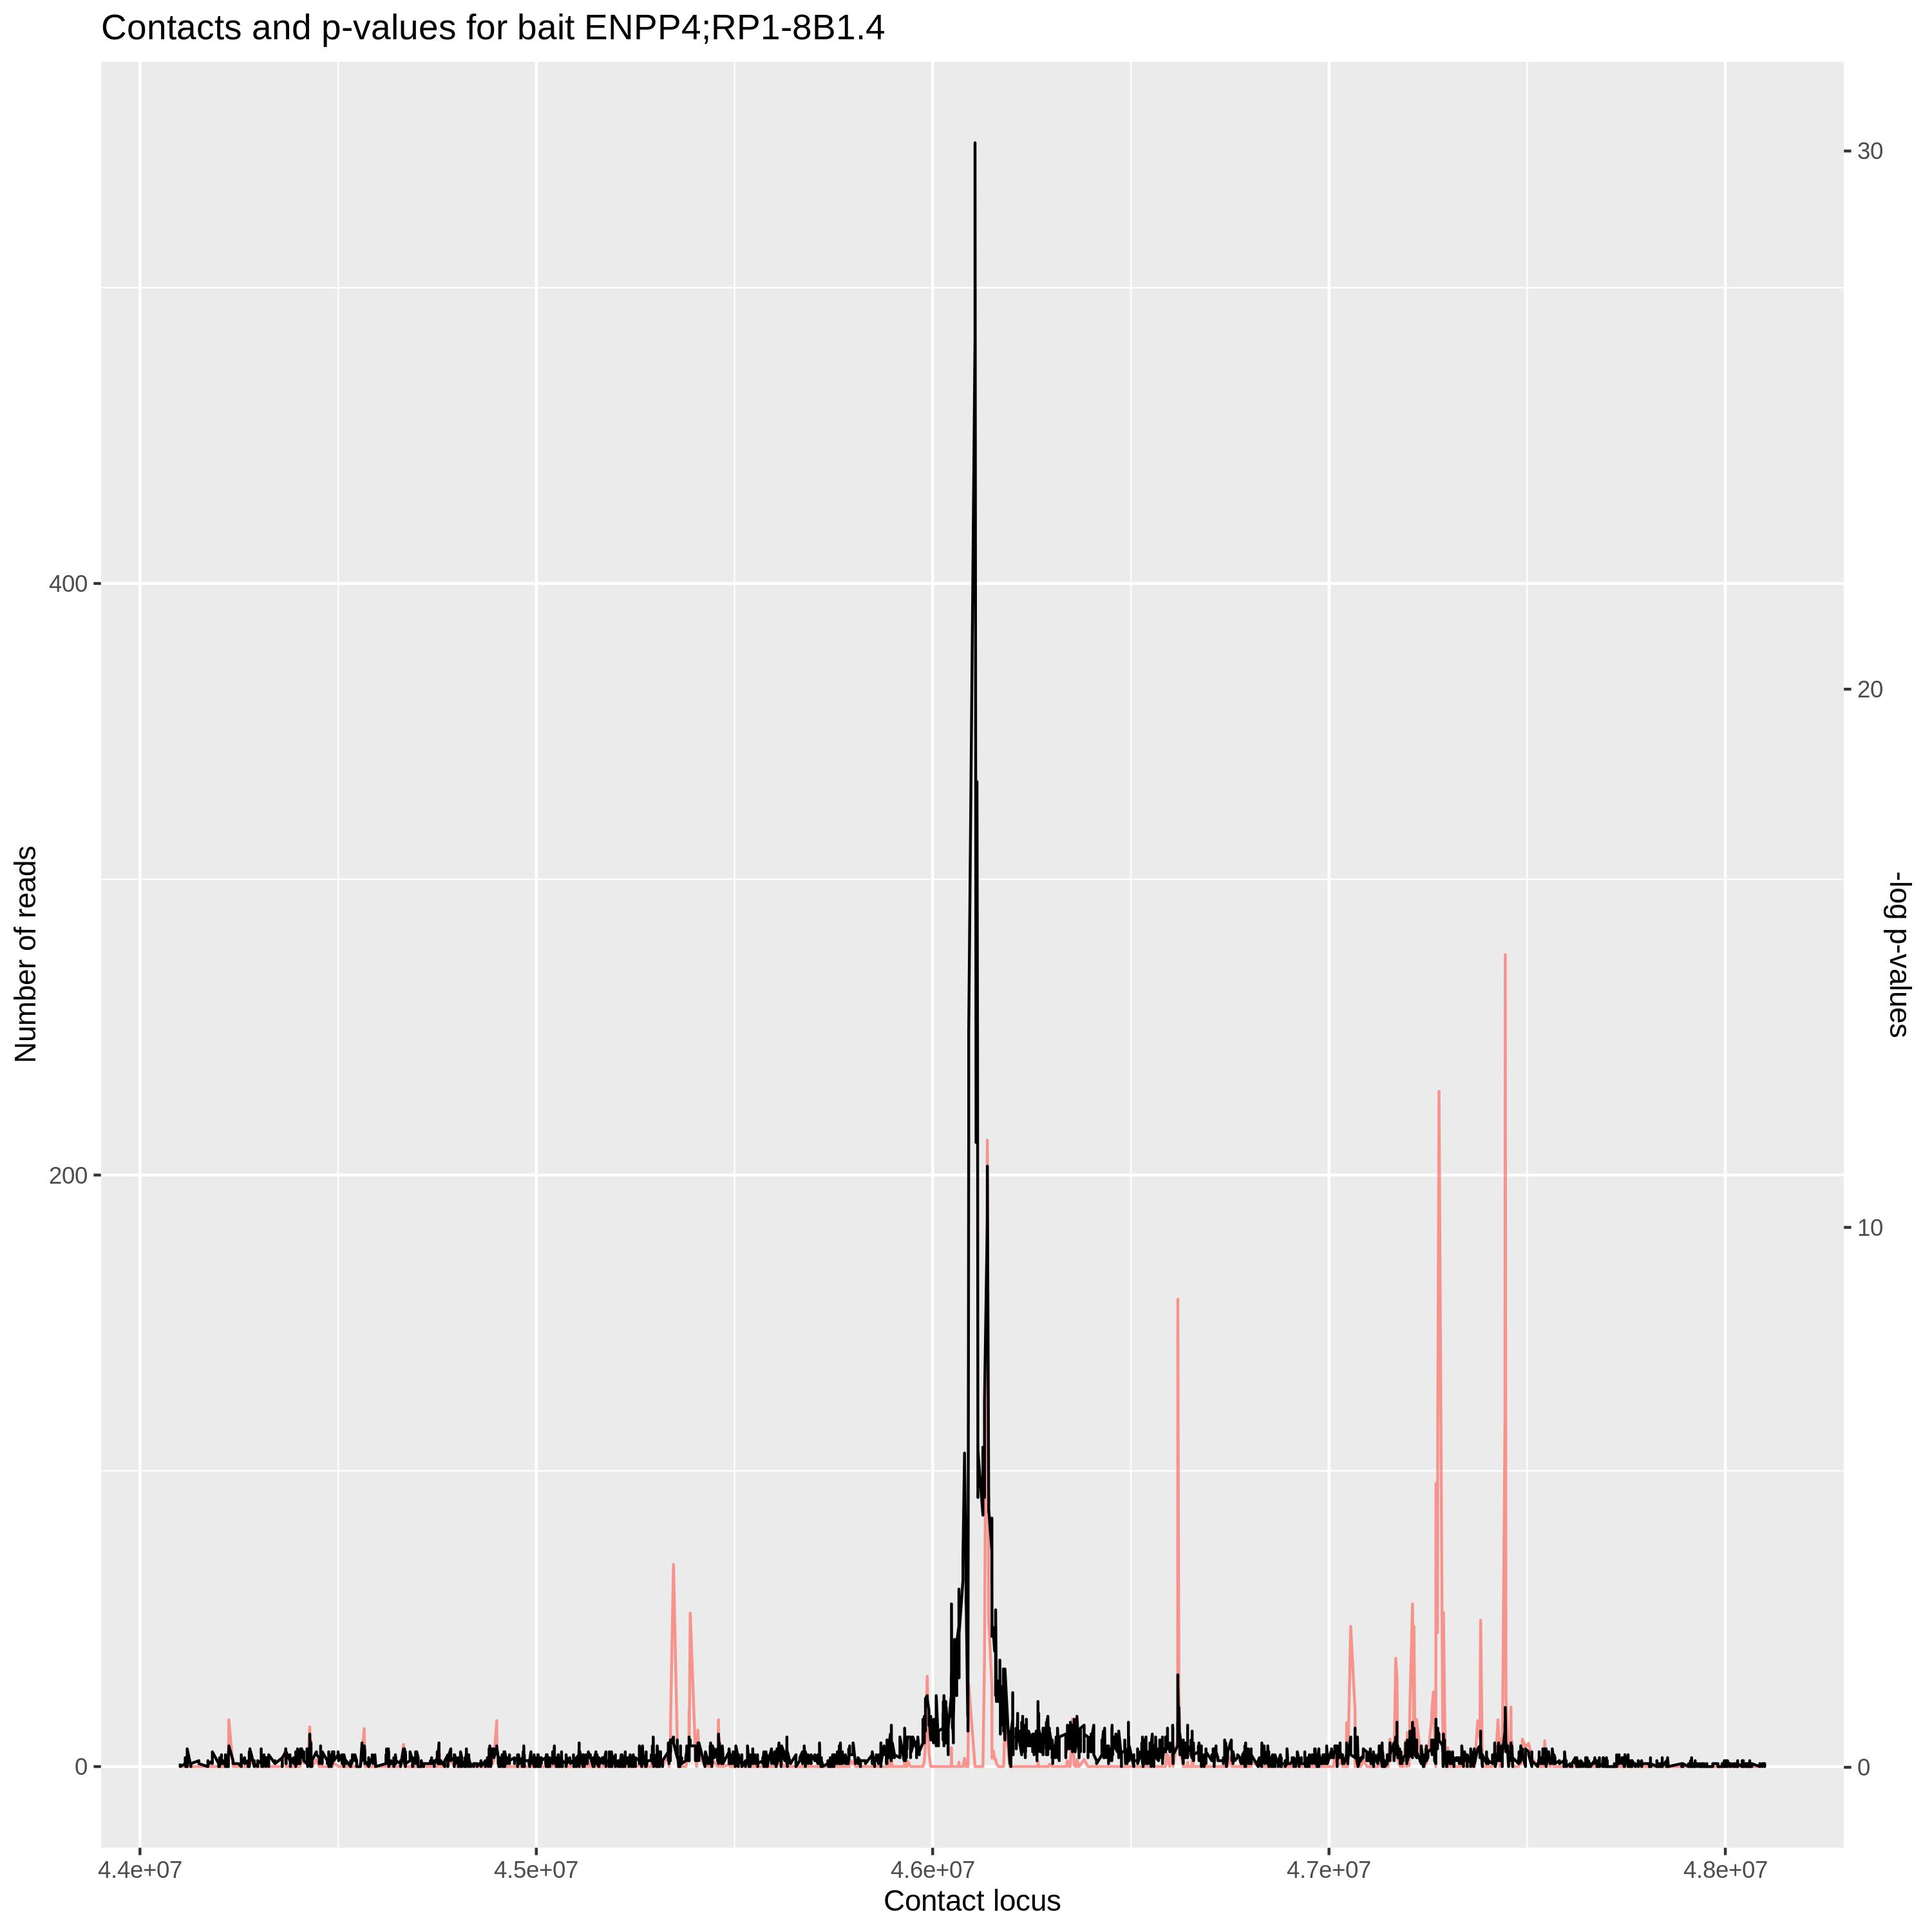 Contacts and p-values for bait ENPP4;RP1-8B1.4
Number of reads
400
200
0
30
20
10
0
-log p-values
4.4e+07
4.5e+07
4.6e+07
4.7e+07
4.8e+07
Contact locus